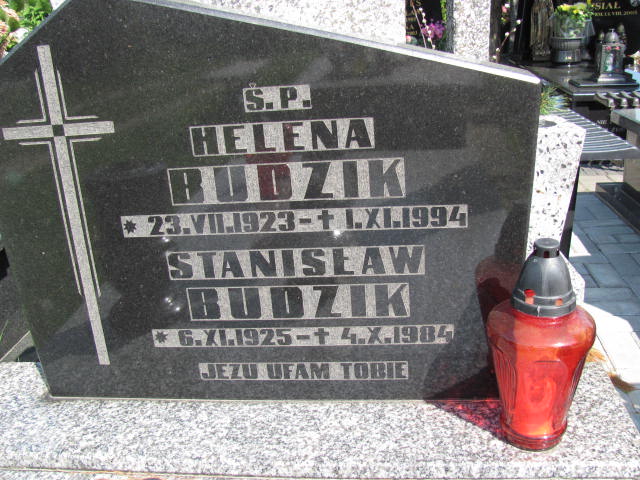 Ś.P.
HELENA
BUDZIK
* 23.VII.1923 - † 1.XI.1994
STANISŁAW
BUDZIK
* 6.XI.1925 - † 4.X.1984
JEZU UFAM TOBIE